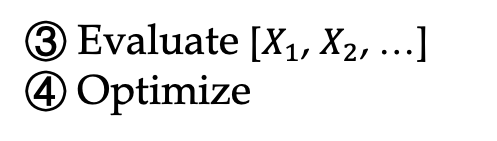 ③ Evaluate [X₁, X₂, …]
④ Optimize